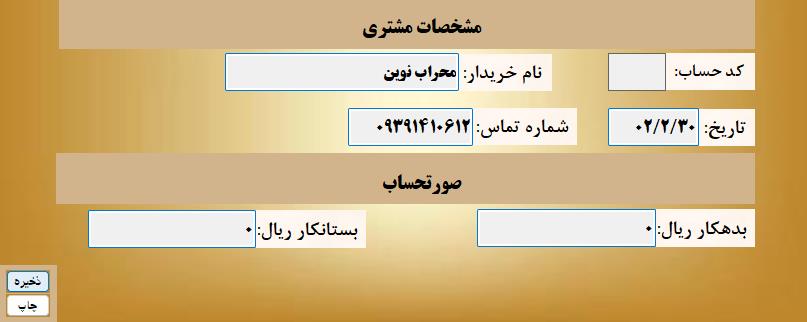 مشخصات مشتری
کد حساب:
نام خریدار: محراب نوین
تاریخ: ۰۲/۲/۳۰
شماره تماس: ۰۹۳۹۱۴۱۰۶۱۲
صورتحساب
بدهکار ریال: ۰
بستانکار ریال: ۰
ذخیره
چاپ